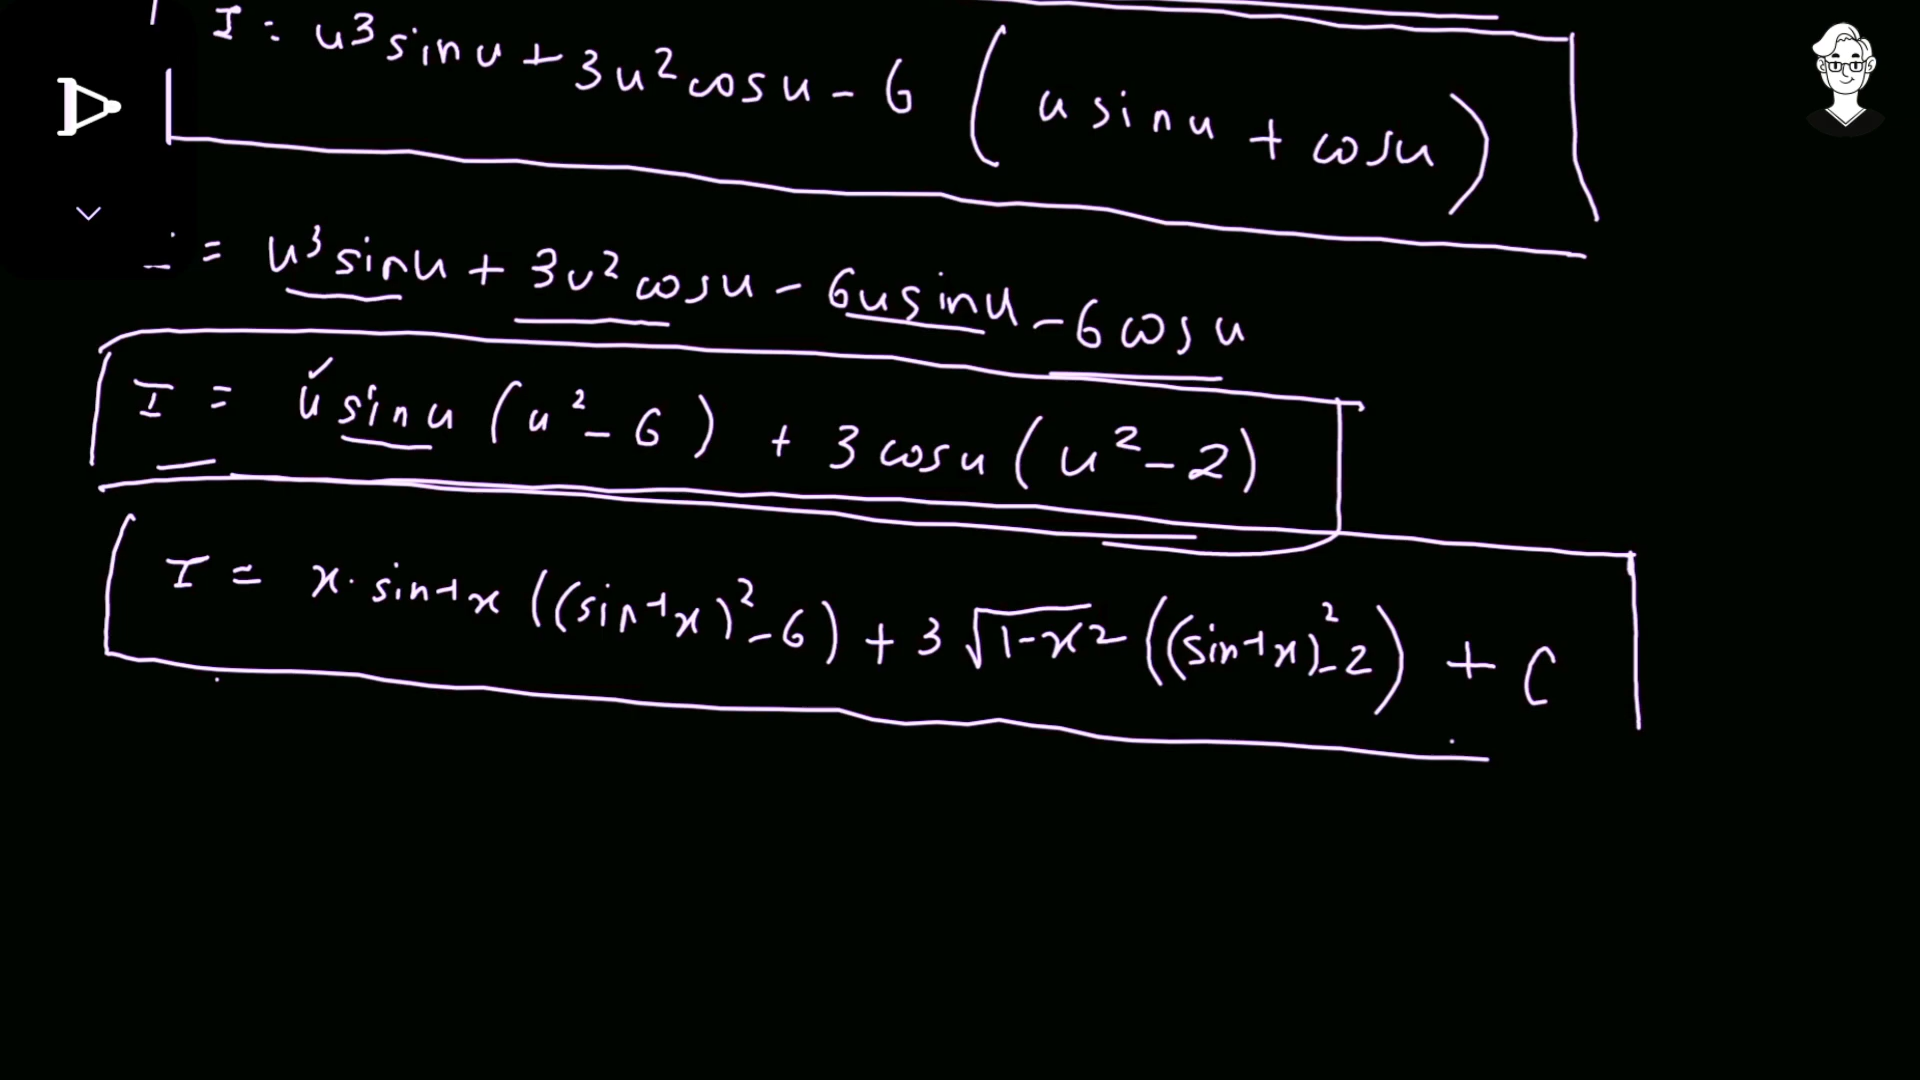 I = u³ sin u + 3u² cos u - 6 ( u sin u + cos u )
= u³ sin u + 3u² cos u - 6u sin u - 6 cos u
I = u sin u (u² - 6) + 3 cos u (u² - 2)
I = x · sin⁻¹x ((sin⁻¹x)² - 6) + 3 √1-x² ((sin⁻¹x)² - 2) + C